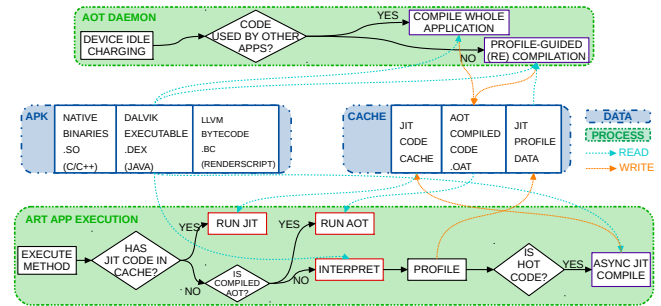 AOT DAEMON
DEVICE IDLE
CHARGING
CODE
USED BY OTHER
APPS?
YES
NO
COMPILE WHOLE
APPLICATION
PROFILE-GUIDED
(RE) COMPILATION
APK
NATIVE
BINARIES
.SO
(C/C++)
DALVIK
EXECUTABLE
.DEX
(JAVA)
LLVM
BYTECODE
.BC
(RENDERSCRIPT)
CACHE
JIT
CODE
CACHE
AOT
COMPILED
CODE
.OAT
JIT
PROFILE
DATA
DATA
PROCESS
READ
WRITE
ART APP EXECUTION
EXECUTE
METHOD
HAS
JIT CODE IN
CACHE?
YES
NO
RUN JIT
IS
COMPILED
AOT?
YES
NO
RUN AOT
INTERPRET
PROFILE
IS
HOT
CODE?
YES
ASYNC JIT
COMPILE